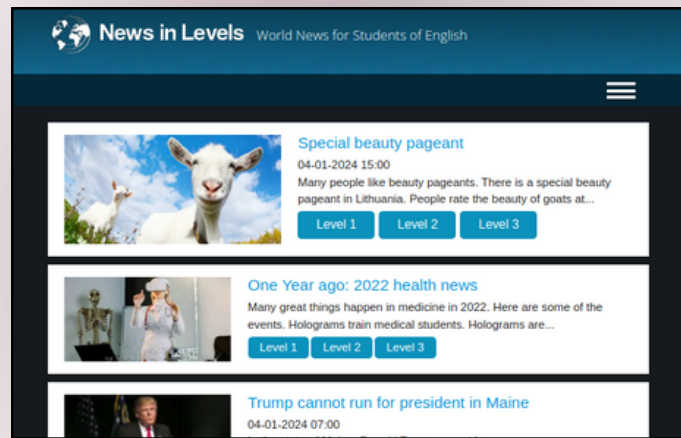 News in Levels World News for Students of English
Special beauty pageant
04-01-2024 15:00
Many people like beauty pageants. There is a special beauty
pageant in Lithuania. People rate the beauty of goats at...
Level 1 Level 2 Level 3
One Year ago: 2022 health news
Many great things happen in medicine in 2022. Here are some of the
events. Holograms train medical students. Holograms are...
Level 1 Level 2 Level 3
Trump cannot run for president in Maine
04-01-2024 07:00